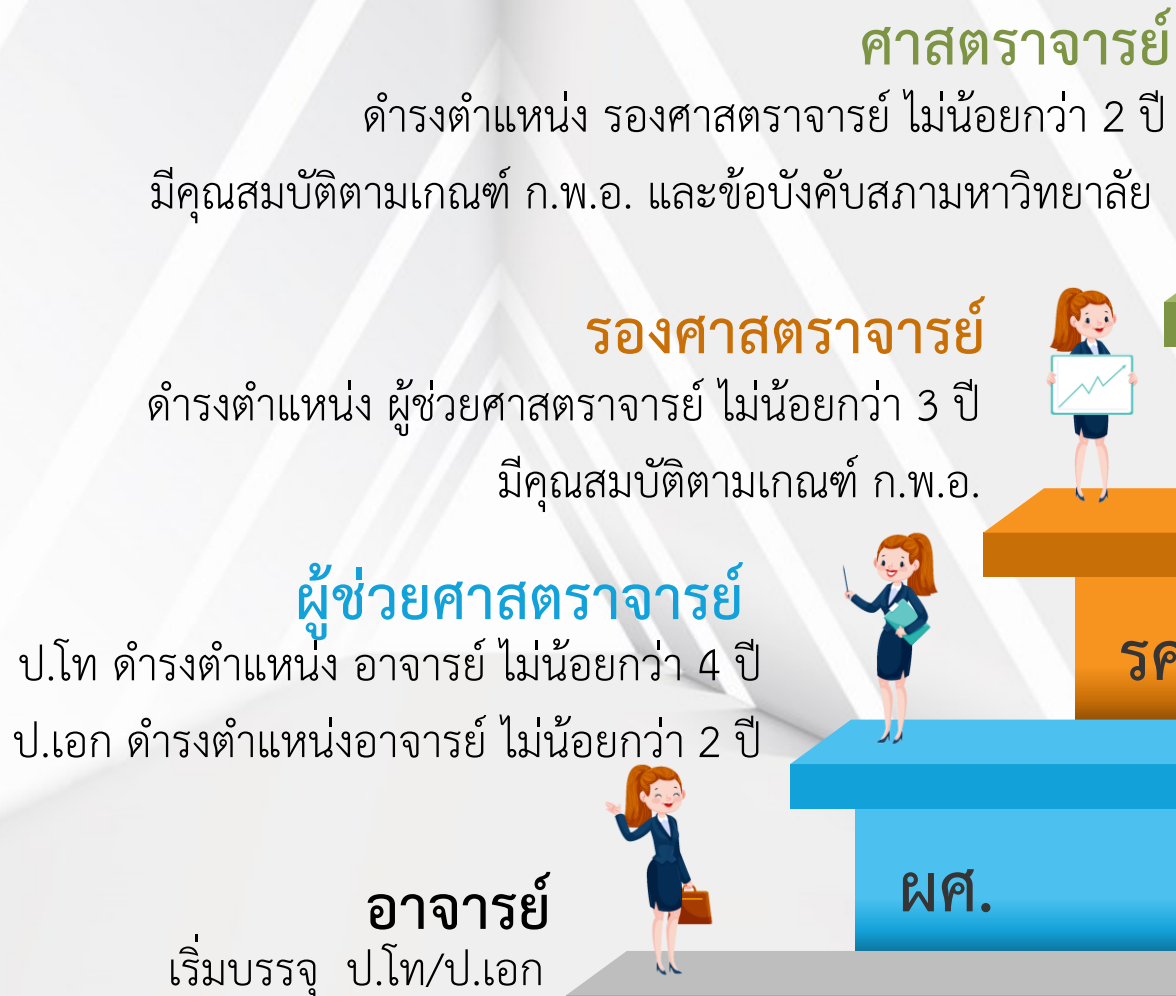 ศาสตราจารย์
ดำรงตำแหน่ง รองศาสตราจารย์ ไม่น้อยกว่า 2 ปี
มีคุณสมบัติตามเกณฑ์ ก.พ.อ. และข้อบังคับสภามหาวิทยาลัย
รองศาสตราจารย์
ดำรงตำแหน่ง ผู้ช่วยศาสตราจารย์ ไม่น้อยกว่า 3 ปี
มีคุณสมบัติตามเกณฑ์ ก.พ.อ.
ผู้ช่วยศาสตราจารย์
ป.โท ดำรงตำแหน่ง อาจารย์ ไม่น้อยกว่า 4 ปี
ป.เอก ดำรงตำแหน่งอาจารย์ ไม่น้อยกว่า 2 ปี
รศ
ผศ.
อาจารย์
เริ่มบรรจุ ป.โท/ป.เอก